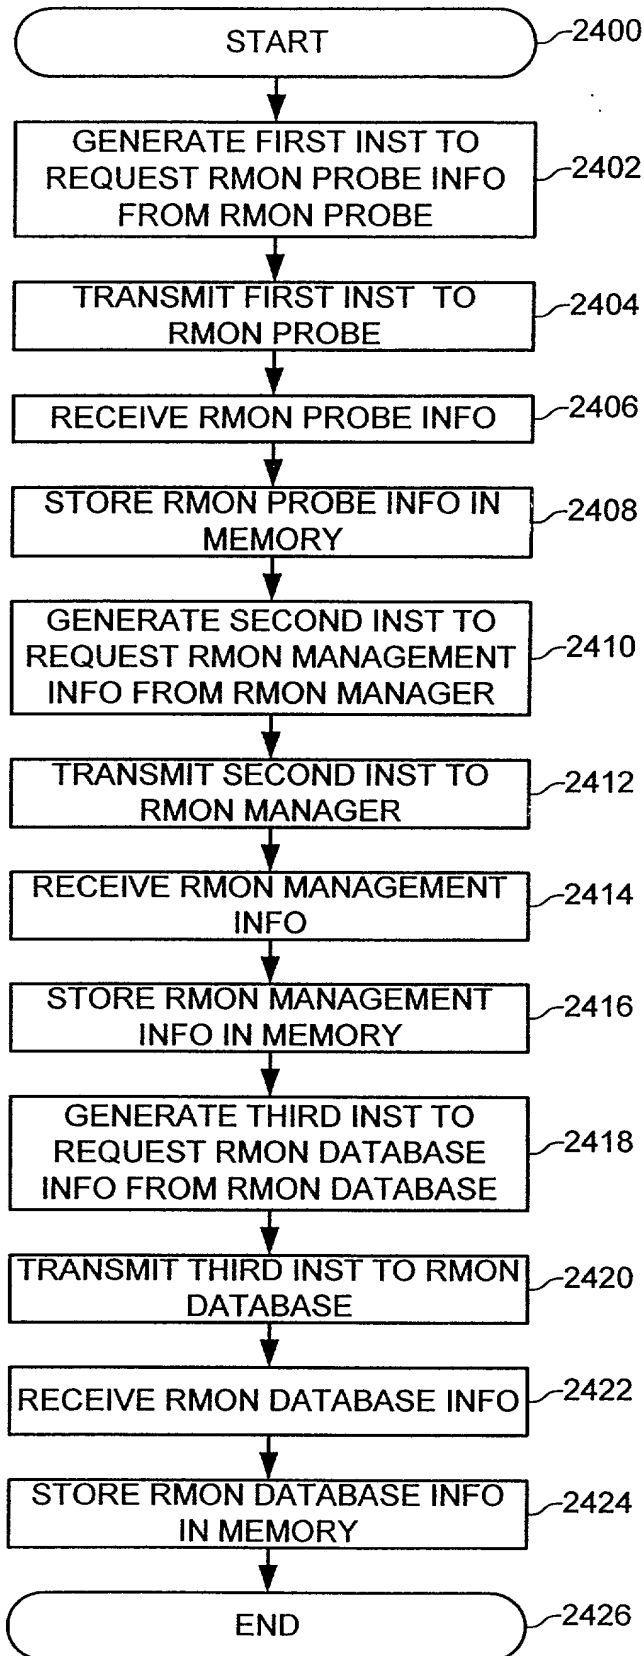 START
2400
GENERATE FIRST INST TO
REQUEST RMON PROBE INFO
FROM RMON PROBE
2402
TRANSMIT FIRST INST TO
RMON PROBE
2404
RECEIVE RMON PROBE INFO
2406
STORE RMON PROBE INFO IN
MEMORY
2408
GENERATE SECOND INST TO
REQUEST RMON MANAGEMENT
INFO FROM RMON MANAGER
2410
TRANSMIT SECOND INST TO
RMON MANAGER
2412
RECEIVE RMON MANAGEMENT
INFO
2414
STORE RMON MANAGEMENT
INFO IN MEMORY
2416
GENERATE THIRD INST TO
REQUEST RMON DATABASE
INFO FROM RMON DATABASE
2418
TRANSMIT THIRD INST TO RMON
DATABASE
2420
RECEIVE RMON DATABASE INFO
2422
STORE RMON DATABASE INFO
IN MEMORY
2424
END
2426